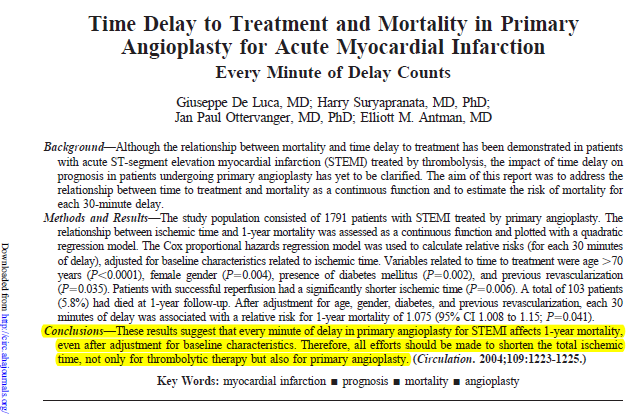 Time Delay to Treatment and Mortality in Primary
Angioplasty for Acute Myocardial Infarction
Every Minute of Delay Counts
Giuseppe De Luca, MD; Harry Suryapranata, MD, PhD;
Jan Paul Ottervanger, MD, PhD; Elliott M. Antman, MD
Background—Although the relationship between mortality and time delay to treatment has been demonstrated in patients
with acute ST-segment elevation myocardial infarction (STEMI) treated by thrombolysis, the impact of time delay on
prognosis in patients undergoing primary angioplasty has yet to be clarified. The aim of this report was to address the
relationship between time to treatment and mortality as a continuous function and to estimate the risk of mortality for
each 30-minute delay.
Methods and Results—The study population consisted of 1791 patients with STEMI treated by primary angioplasty. The
relationship between ischemic time and 1-year mortality was assessed as a continuous function and plotted with a quadratic
regression model. The Cox proportional hazards regression model was used to calculate relative risks (for each 30 minutes
of delay), adjusted for baseline characteristics related to ischemic time. Variables related to time to treatment were age >70
years (P<0.0001), female gender (P=0.004), presence of diabetes mellitus (P=0.002), and previous revascularization
(P=0.035). Patients with successful reperfusion had a significantly shorter ischemic time (P=0.006). A total of 103 patients
(5.8%) had died at 1-year follow-up. After adjustment for age, gender, diabetes, and previous revascularization, each 30
minutes of delay was associated with a relative risk for 1-year mortality of 1.075 (95% CI 1.008 to 1.15; P=0.041).
Conclusions—These results suggest that every minute of delay in primary angioplasty for STEMI affects 1-year mortality,
even after adjustment for baseline characteristics. Therefore, all efforts should be made to shorten the total ischemic
time, not only for thrombolytic therapy but also for primary angioplasty. (Circulation. 2004;109:1223-1225.)
Key Words: myocardial infarction ■ prognosis ■ mortality ■ angioplasty
Downloaded from http://circ.ahajournals.org/